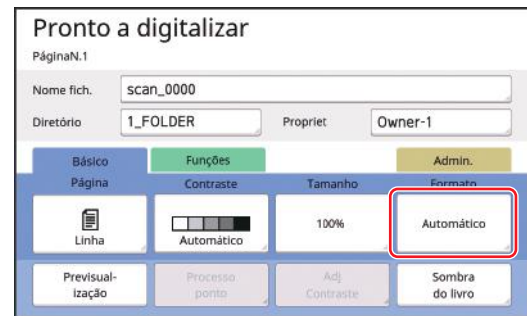 Pronto a digitalizar
PáginaN.1
Nome fich. scan_0000
Diretório 1_FOLDER Propriet Owner-1
Básico Funções Admin.
Página Contraste Tamanho Formato
Linha Automático 100% Automático
Previsual-
ização
Processo
ponto
Adj
Contraste
Sombra
do livro